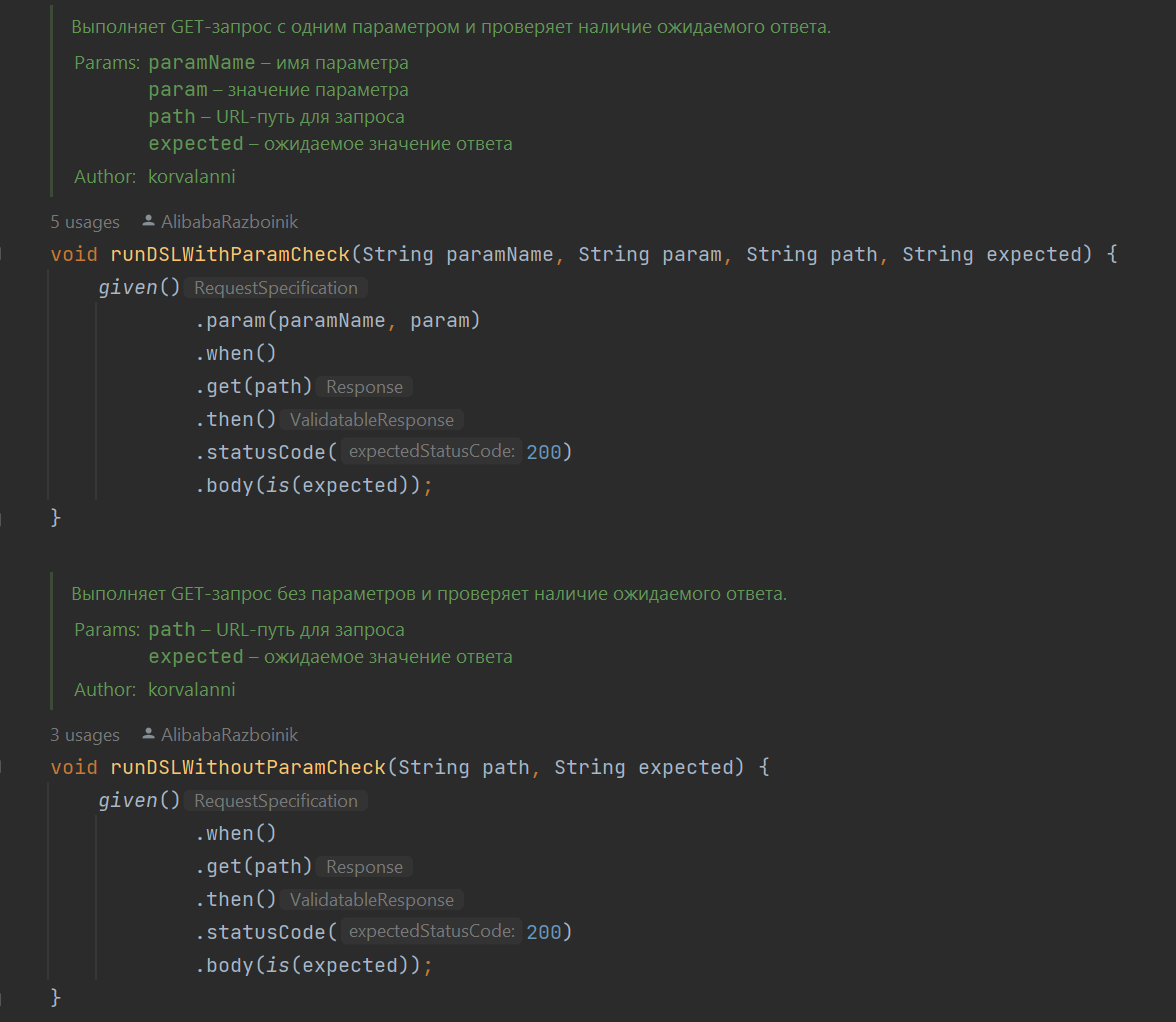 Выполняет GET-запрос с одним параметром и проверяет наличие ожидаемого ответа.
Params: paramName – имя параметра
param – значение параметра
path – URL-путь для запроса
expected – ожидаемое значение ответа
Author: korvalanni
5 usages AlibabaRazboinik
void runDSLWithParamCheck(String paramName, String param, String path, String expected) {
given() RequestSpecification
.param(paramName, param)
.when()
.get(path) Response
.then() ValidatableResponse
.statusCode( expectedStatusCode: 200)
.body(is(expected));
}
Выполняет GET-запрос без параметров и проверяет наличие ожидаемого ответа.
Params: path – URL-путь для запроса
expected – ожидаемое значение ответа
Author: korvalanni
3 usages AlibabaRazboinik
void runDSLWithoutParamCheck(String path, String expected) {
given() RequestSpecification
.when()
.get(path) Response
.then() ValidatableResponse
.statusCode( expectedStatusCode: 200)
.body(is(expected));
}